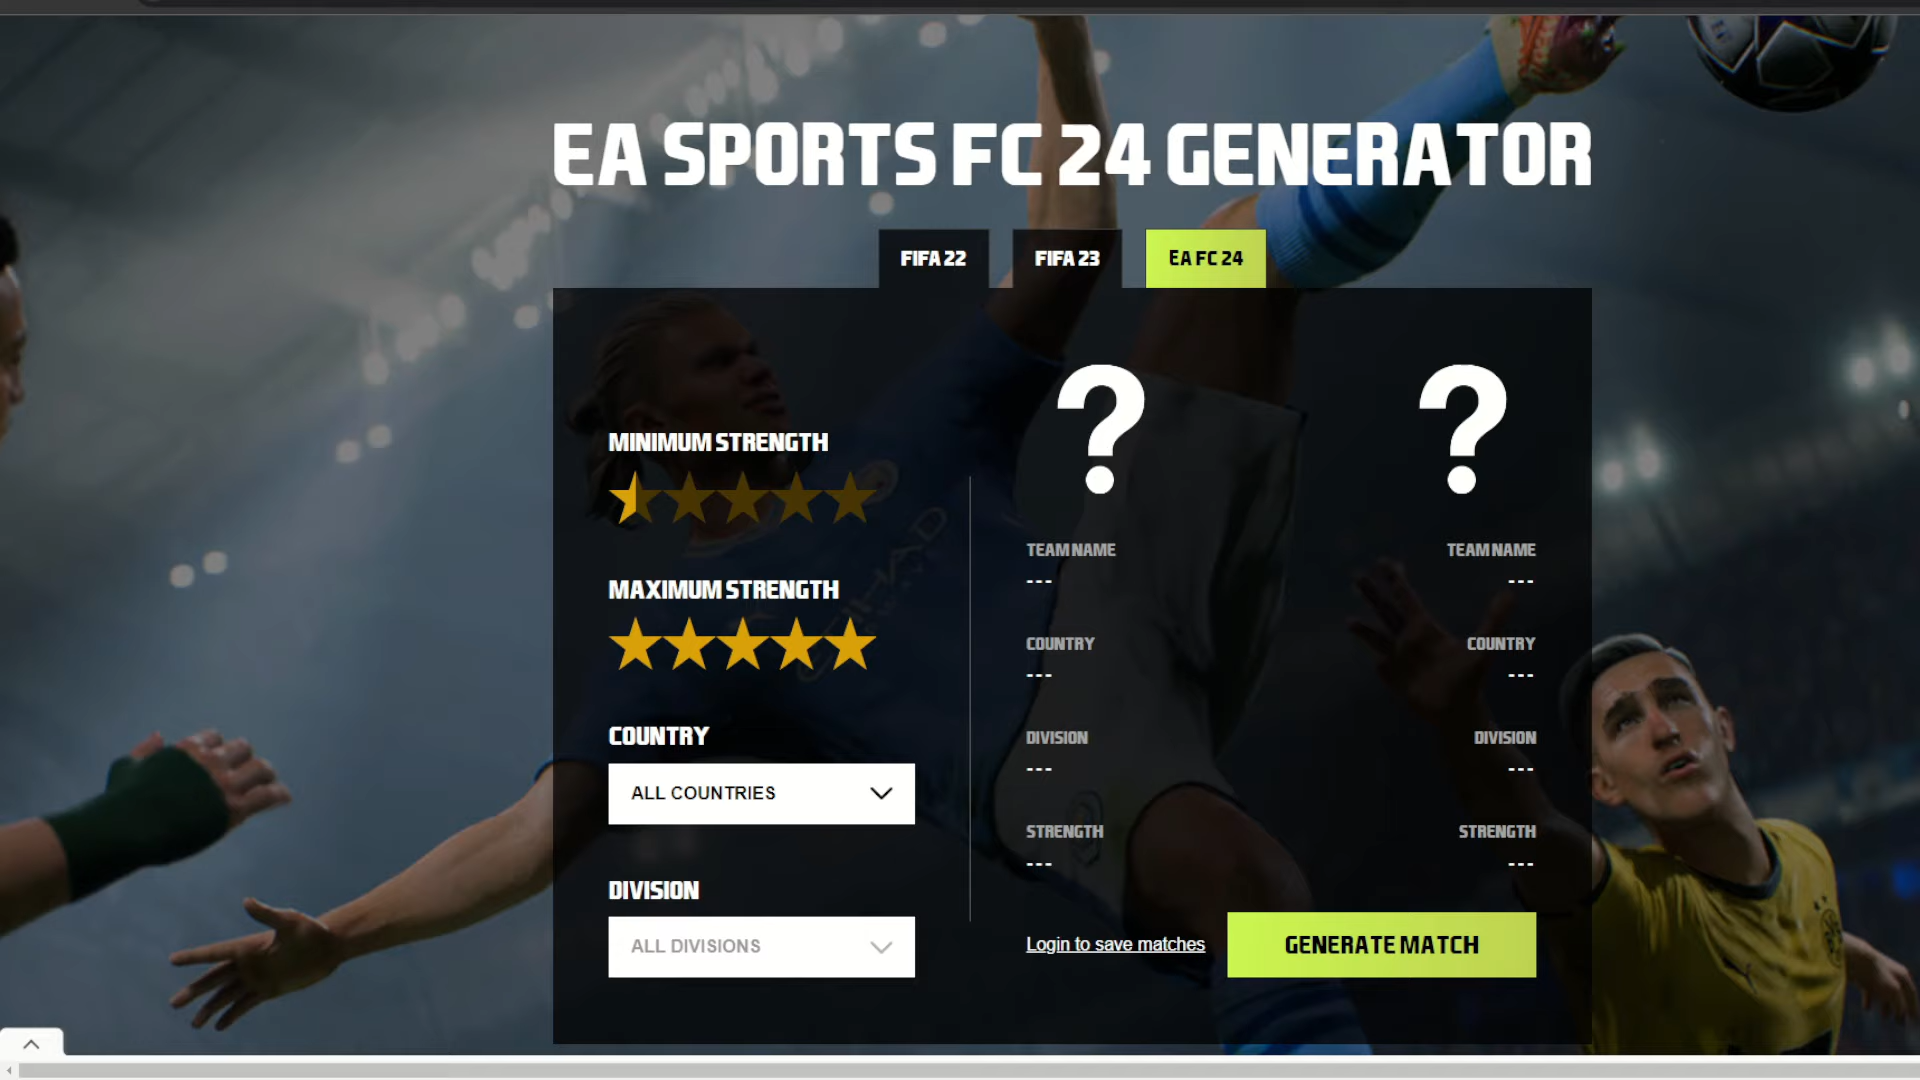 EA SPORTS FC 24 GENERATOR
FIFA 22
FIFA 23
EA FC 24
MINIMUM STRENGTH
MAXIMUM STRENGTH
COUNTRY
ALL COUNTRIES
DIVISION
ALL DIVISIONS
?
TEAM NAME
---
COUNTRY
---
DIVISION
---
STRENGTH
---
?
TEAM NAME
---
COUNTRY
---
DIVISION
---
STRENGTH
---
Login to save matches
GENERATE MATCH